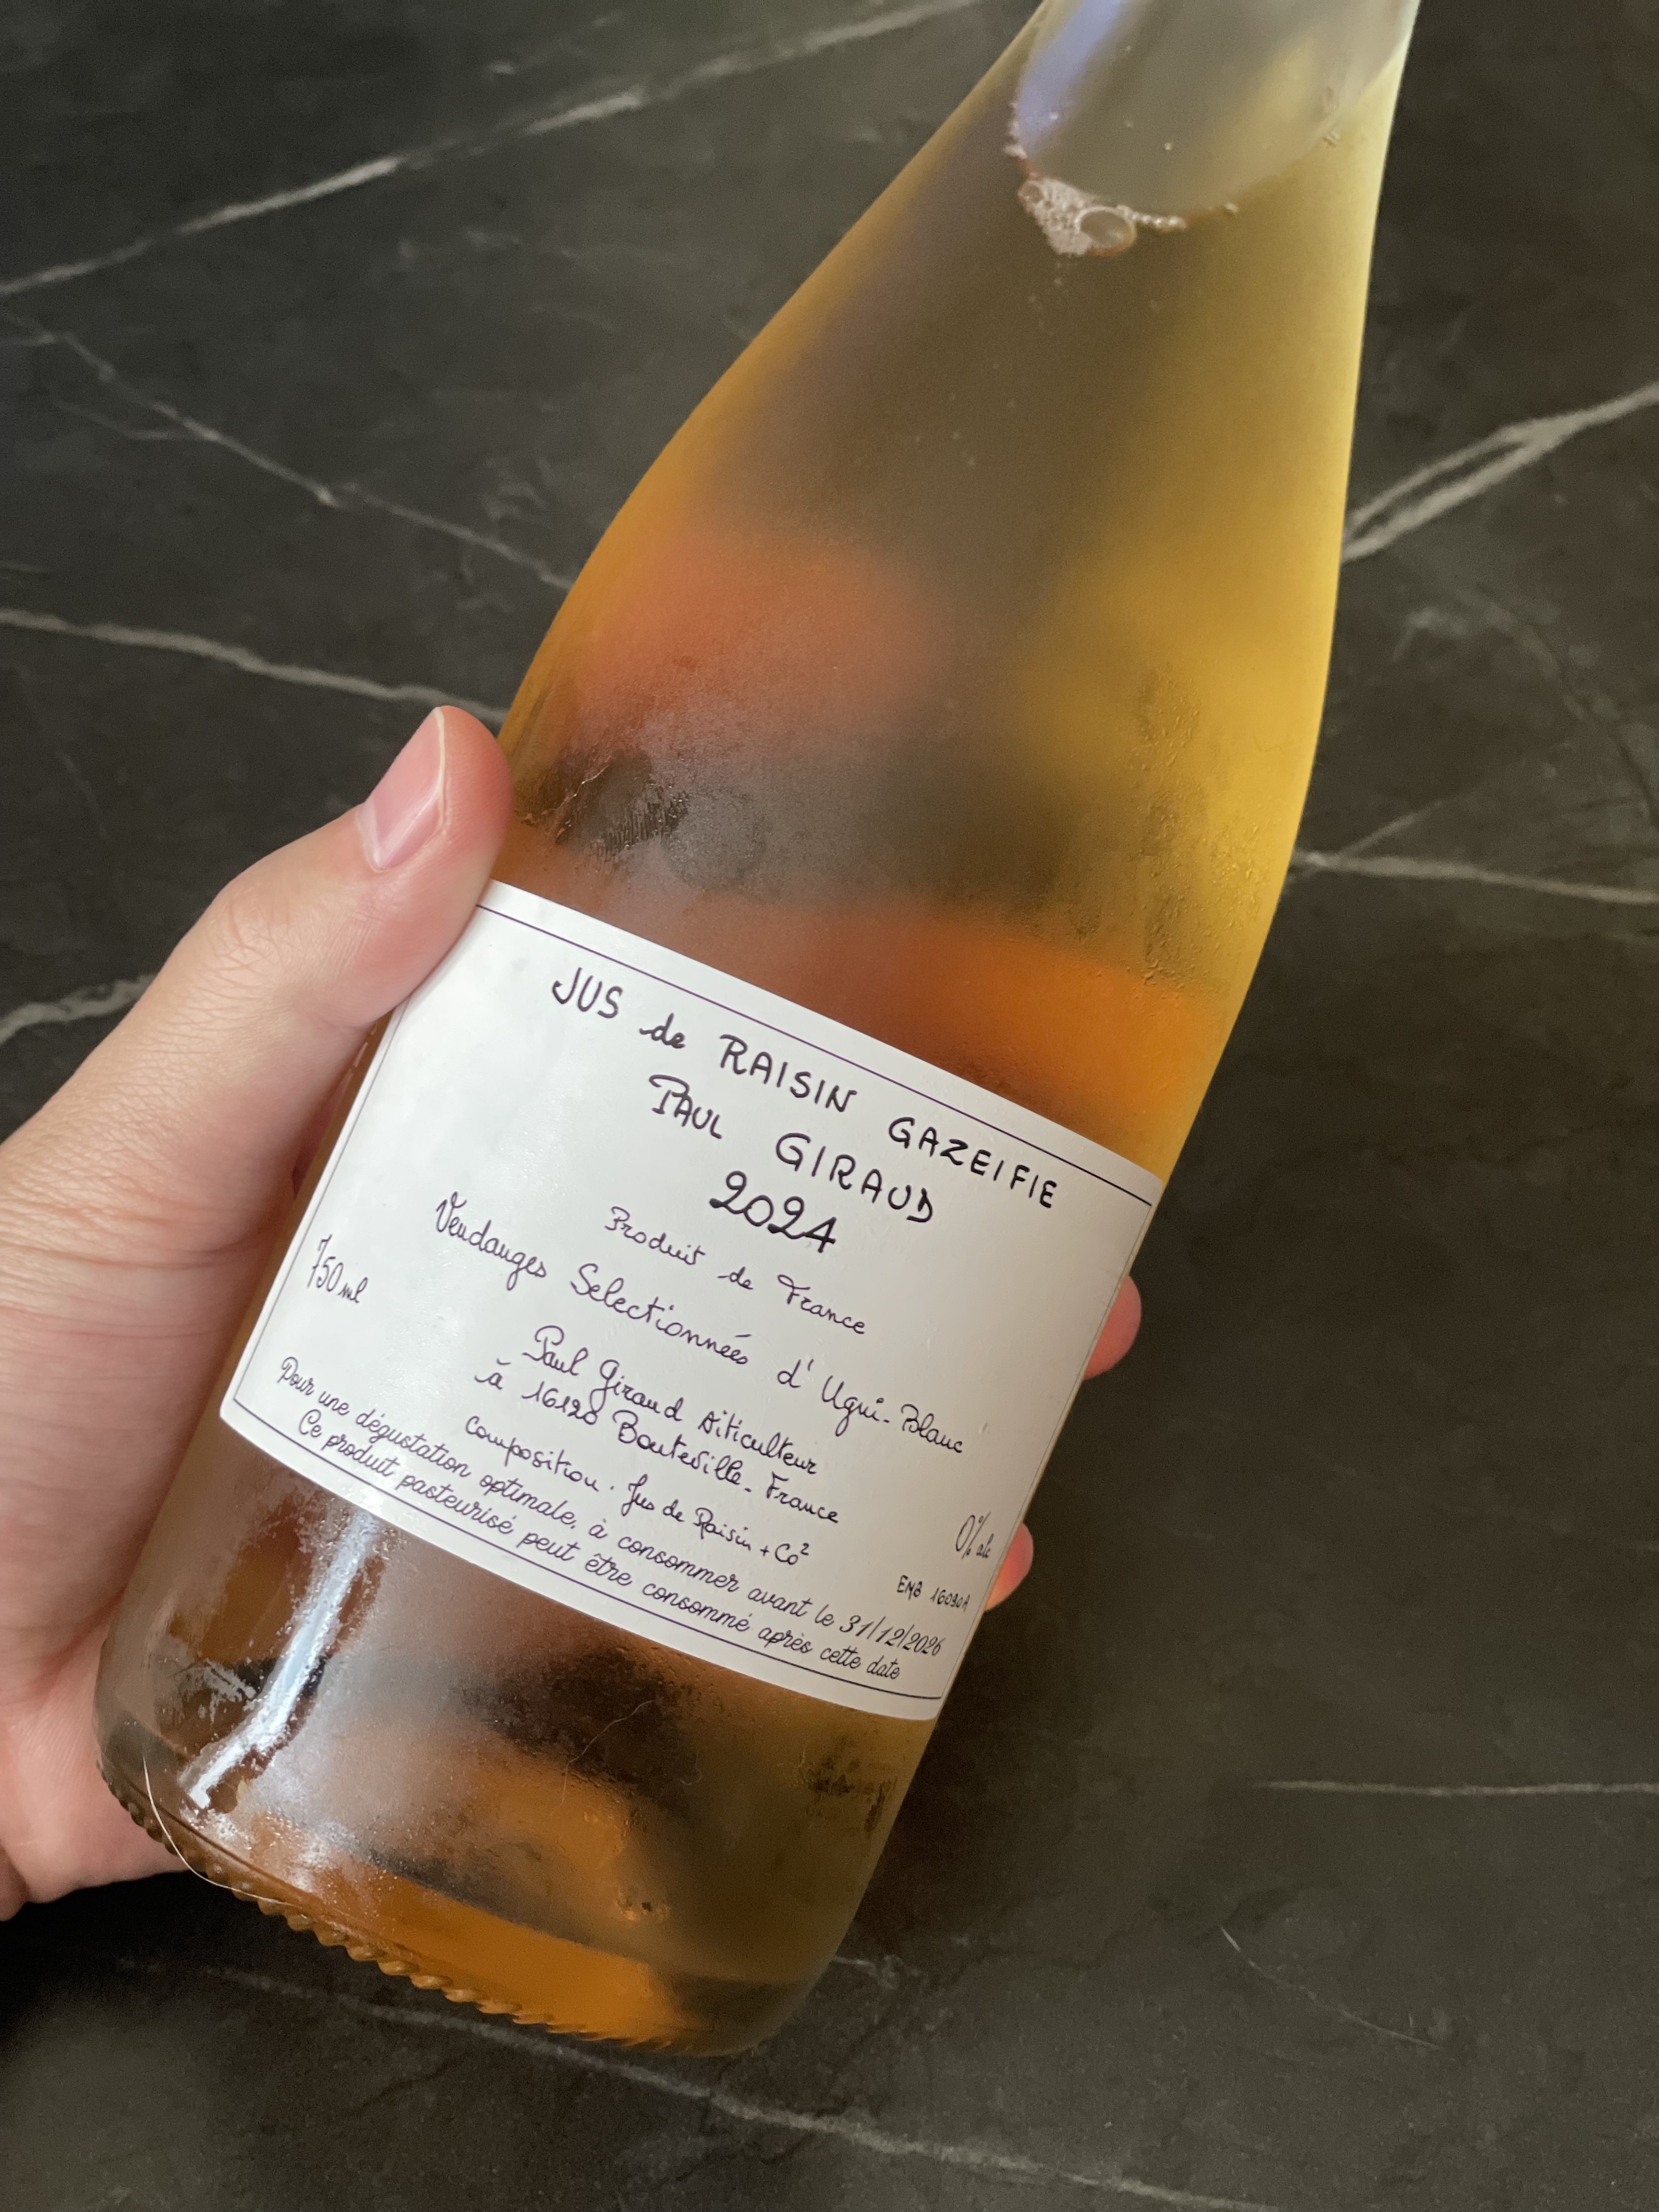 JUS de RAISIN GAZEIFIE
PAUL GIRAUD
2024
Produit de France
Vendanges Selectionnées d' Ugni-Blanc
750 ml
Paul Giraud Viticulteur
à 16120 Bouteville - France
composition. Jus de Raisin + Co²
0% alc
EMB 16090A
Pour une dégustation optimale, à consommer avant le 31/12/2026
Ce produit pasteurisé peut être consommé après cette date